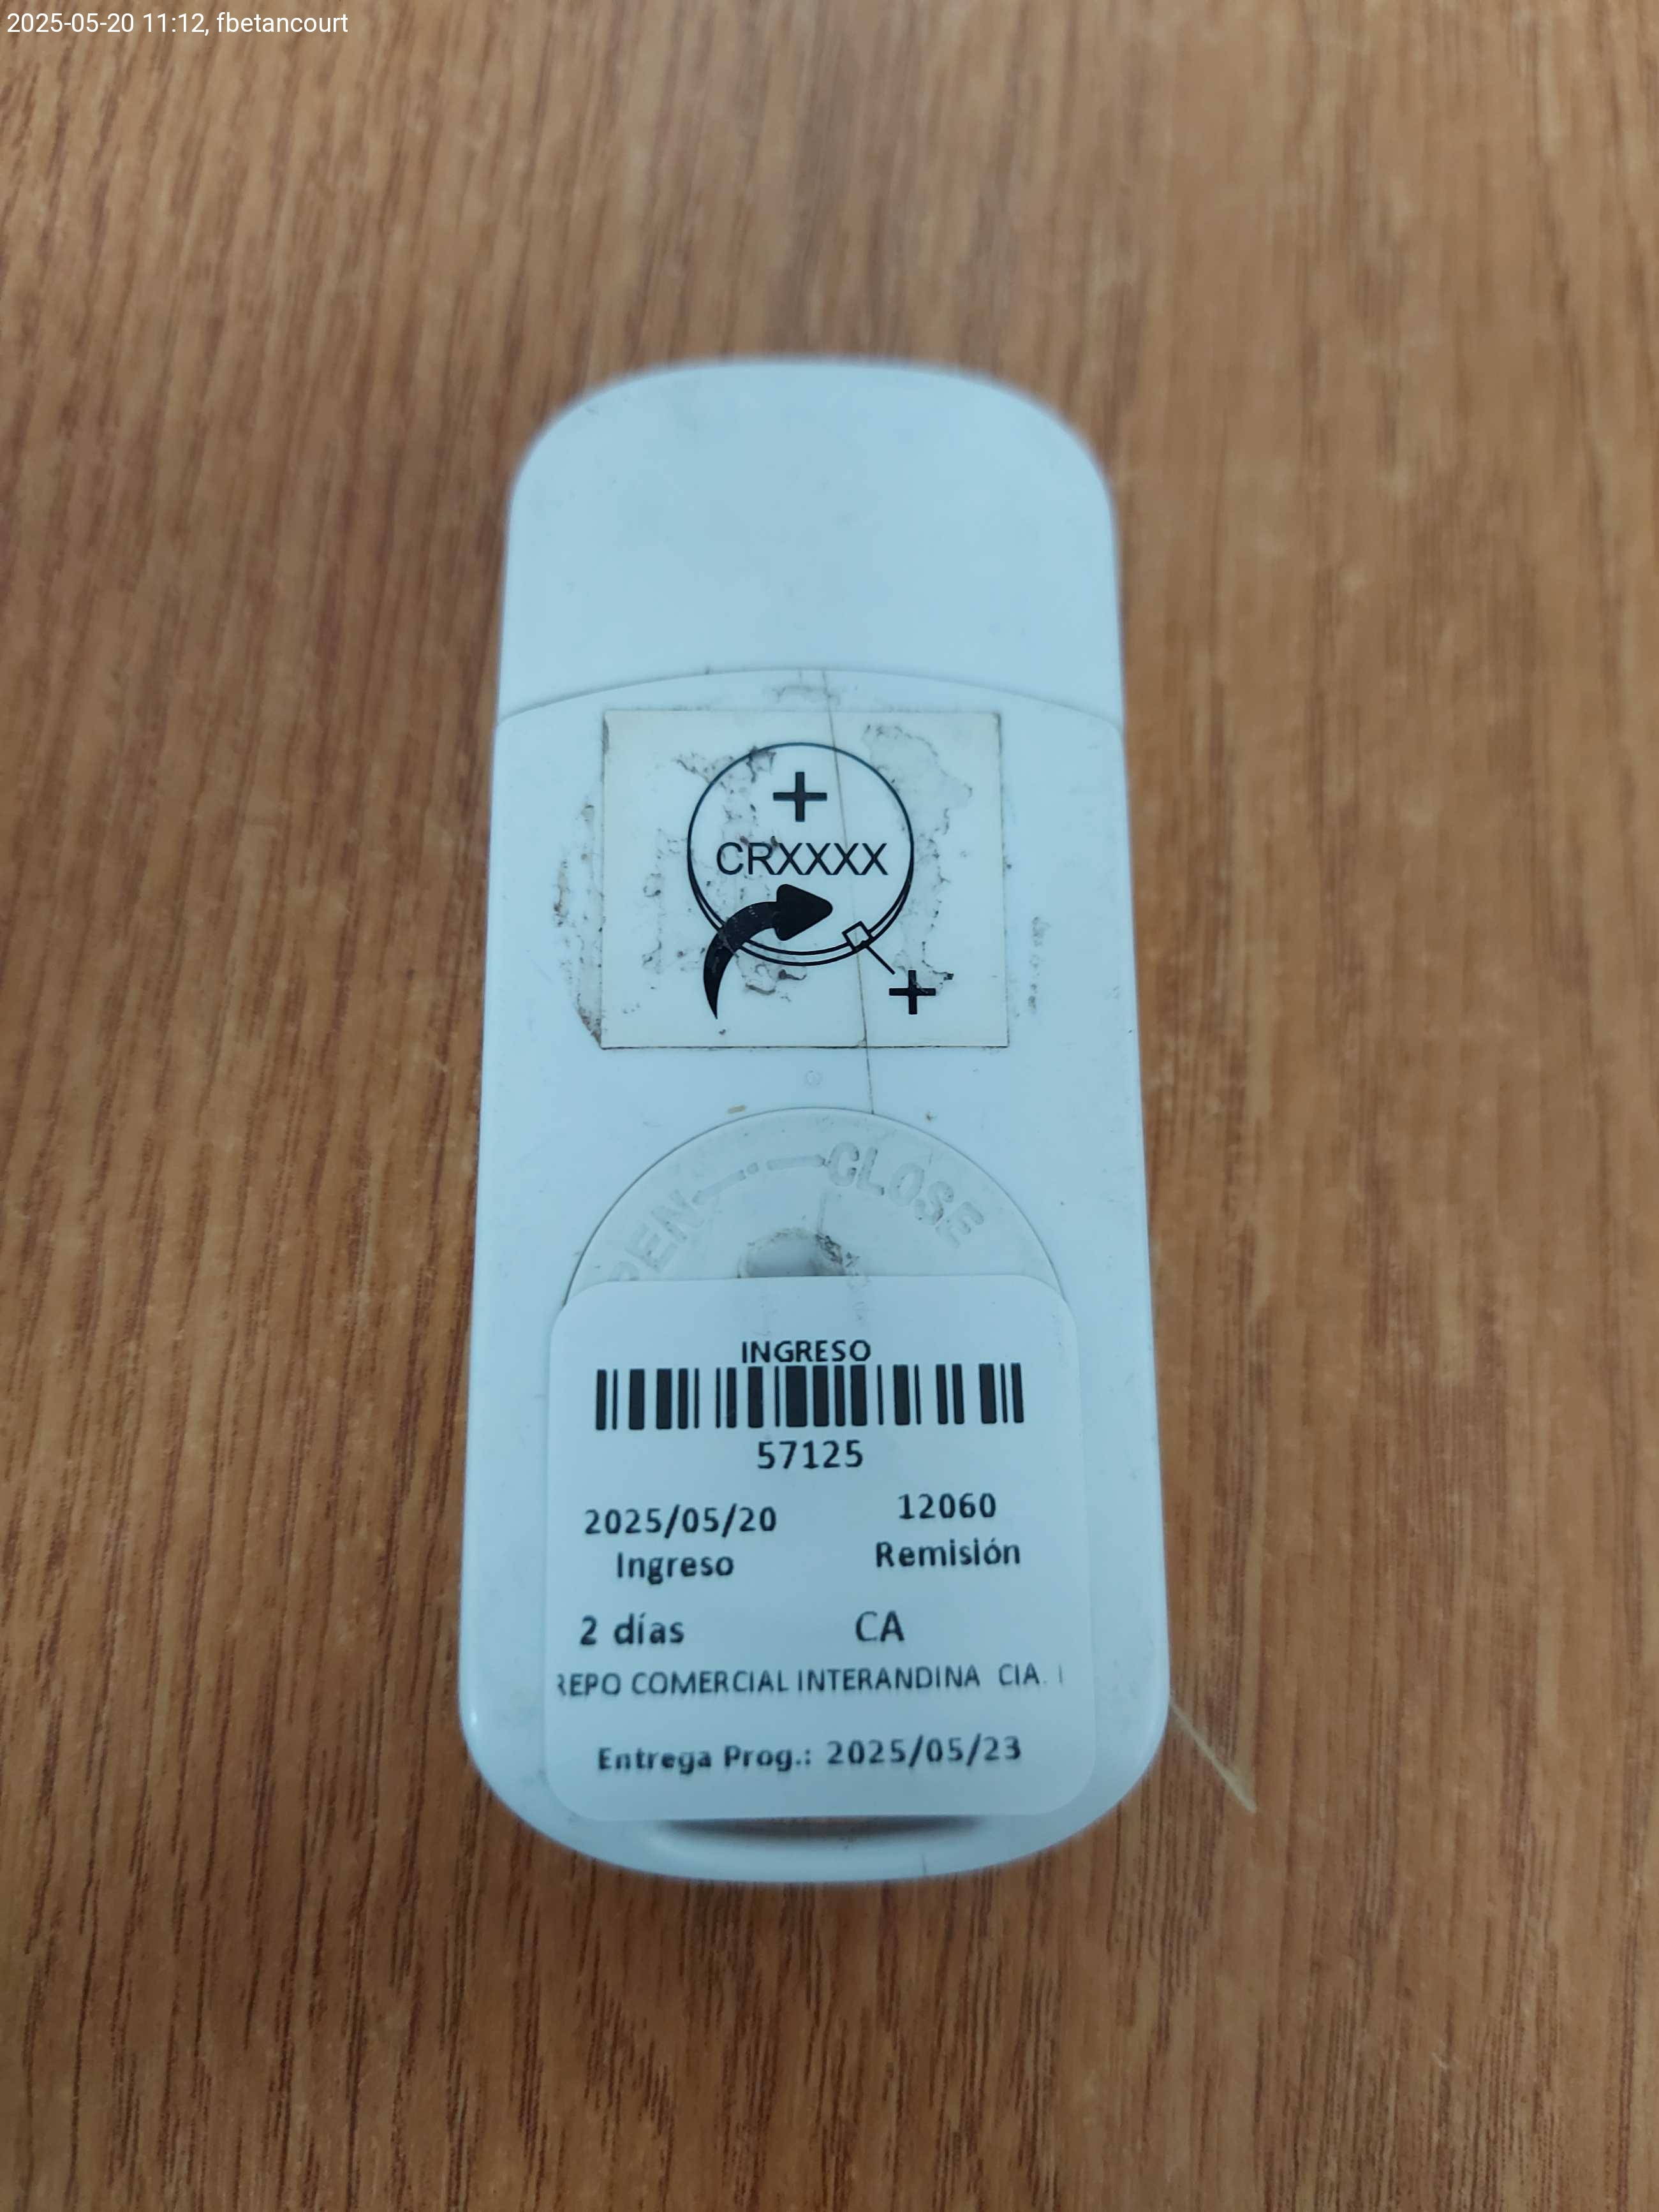 2025-05-20 11:12, fbetancourt
+
CRXXXX
+
CLOSE
INGRESO
57125
2025/05/20 12060
Ingreso Remisión
2 días CA
COMERCIAL INTERANDINA CIA.
Entrega Prog.: 2025/05/23